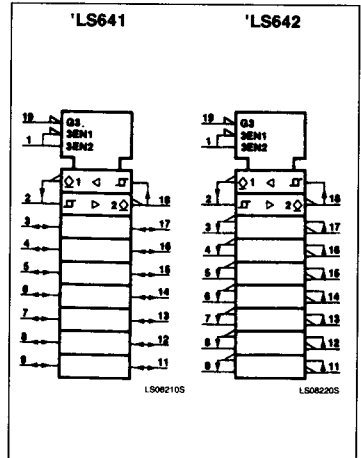 'LS641
'LS642
19 G3.
3EN1
1 3EN2
1
2 2 18
3 17
4 16
5 15
6 14
7 13
8 12
9 11
LS08210S
19 G3
3EN1
1 3EN2
1
2 2 18
3 17
4 16
5 15
6 14
7 13
8 12
9 11
LS08220S